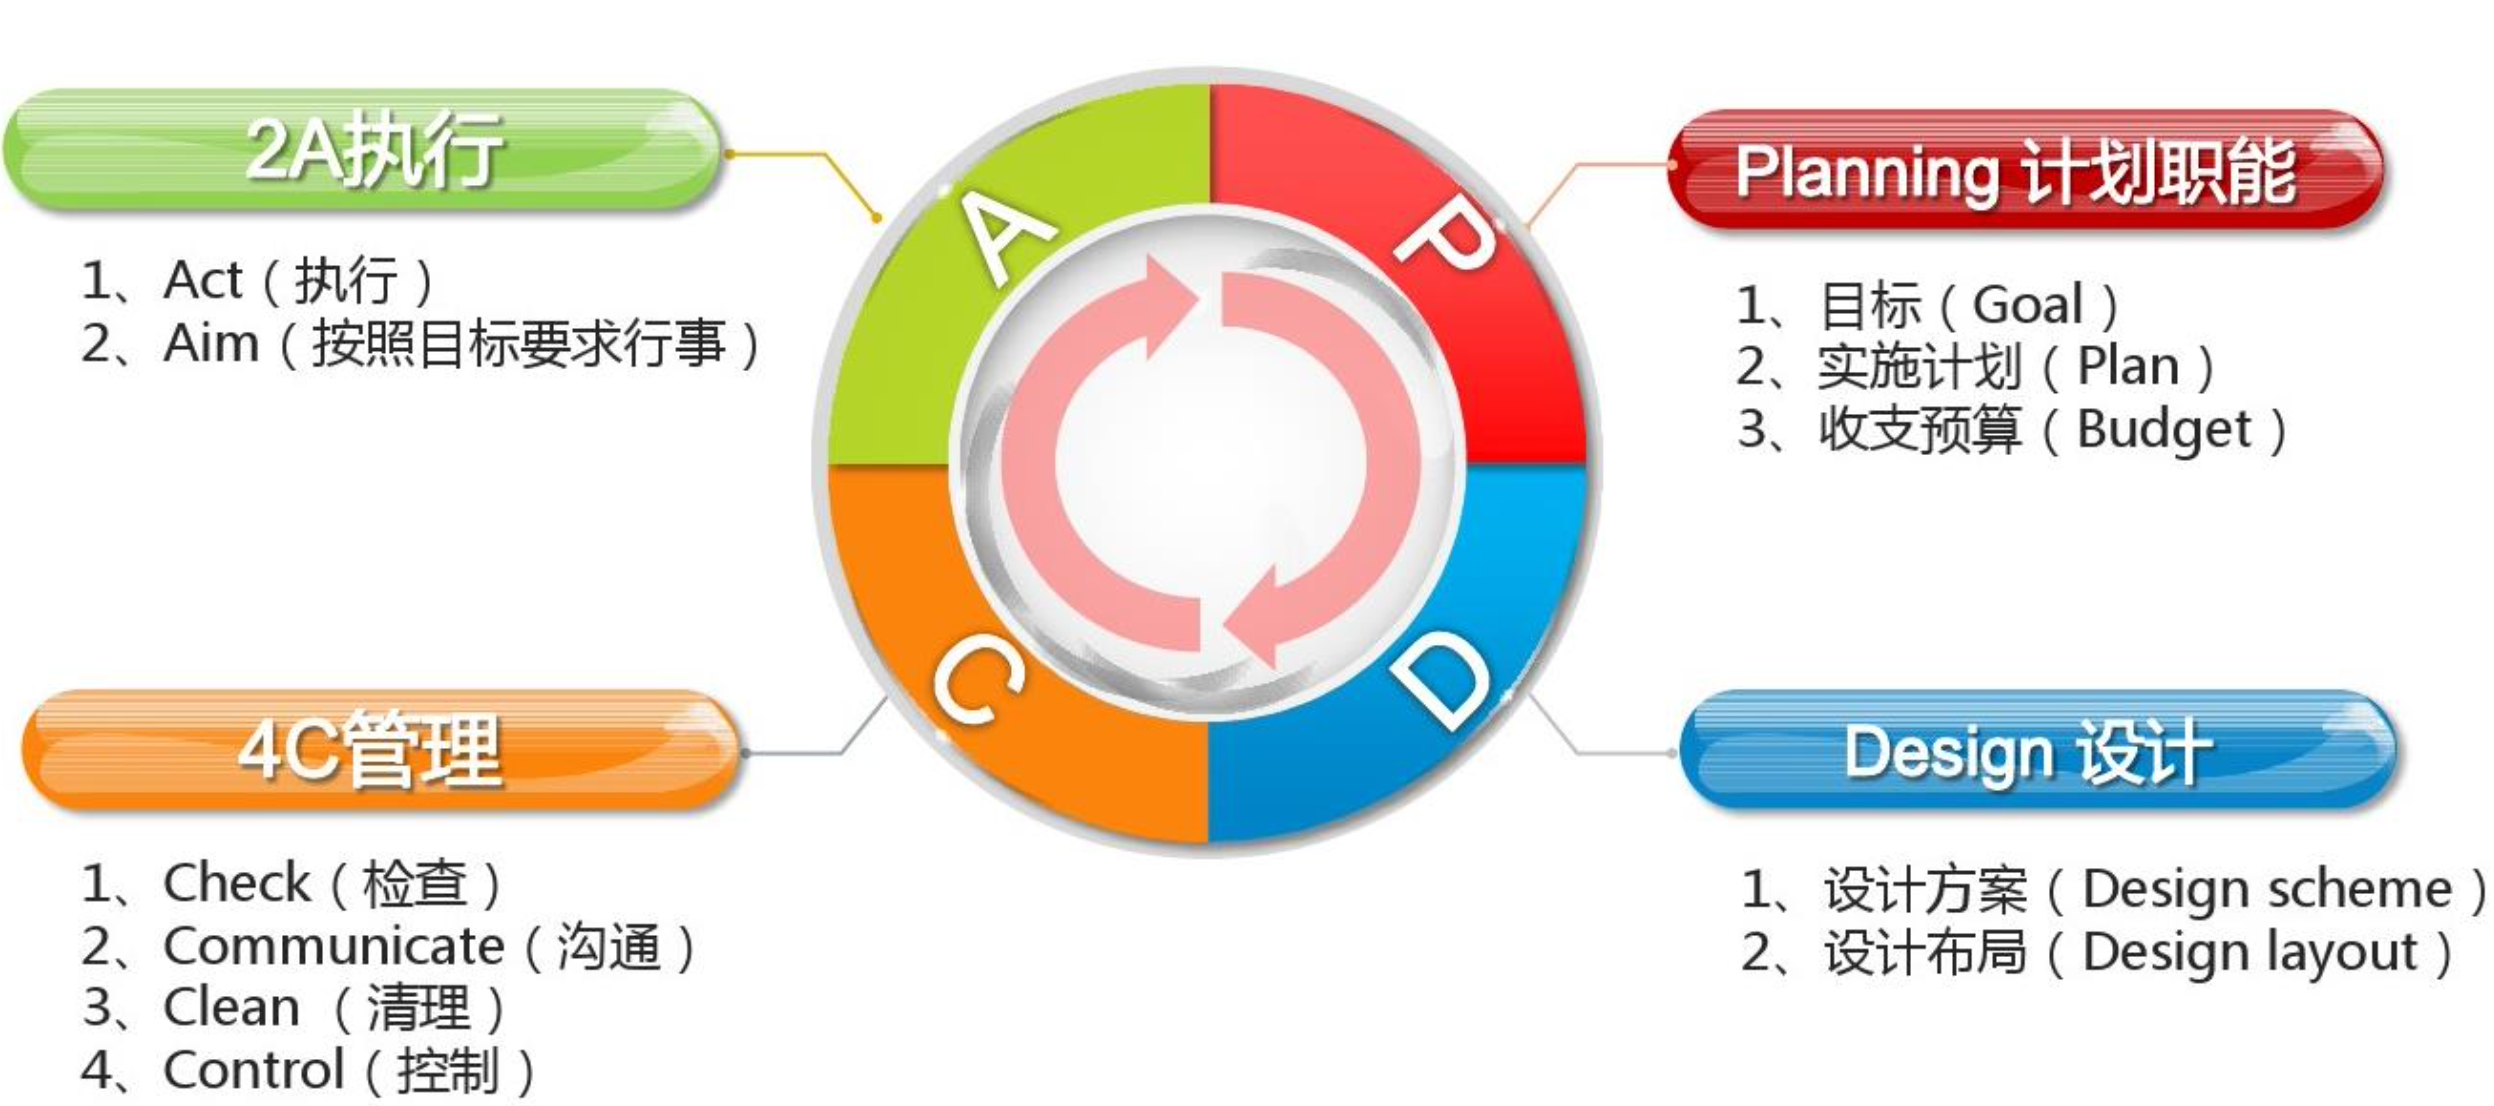 2A执行
1、Act（执行）
2、Aim（按照目标要求行事）
A
P
Planning 计划职能
1、目标（Goal）
2、实施计划（Plan）
3、收支预算（Budget）
4C管理
1、Check（检查）
2、Communicate（沟通）
3、Clean （清理）
4、Control（控制）
C
D
Design 设计
1、设计方案（Design scheme）
2、设计布局（Design layout）